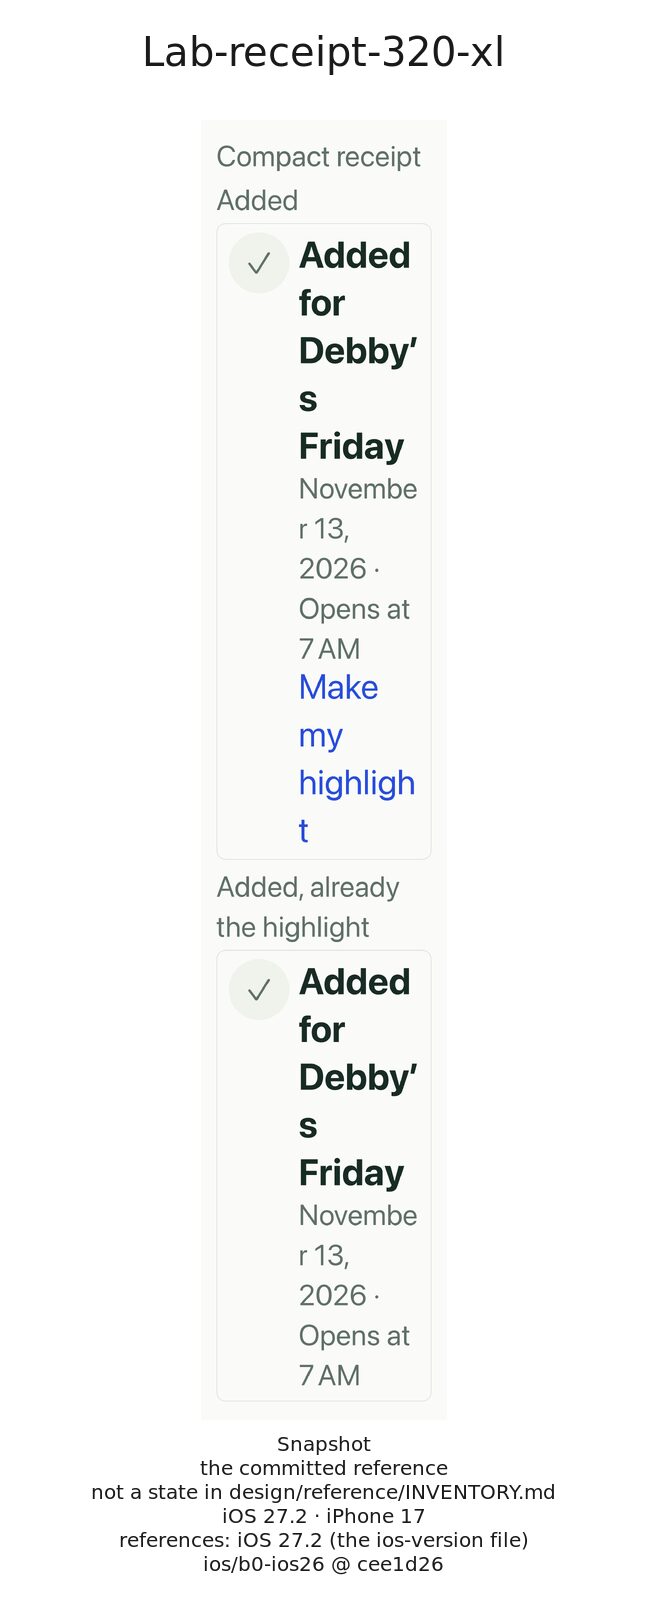 Lab-receipt-320-xl
Compact receipt
Added
Added
for
Debby’
s
Friday
Novembe
r 13,
2026 ·
Opens at
7 AM
Make
my
highligh
t
Added, already
the highlight
Added
for
Debby’
s
Friday
Novembe
r 13,
2026 ·
Opens at
7 AM
Snapshot
the committed reference
not a state in design/reference/INVENTORY.md
iOS 27.2 · iPhone 17
references: iOS 27.2 (the ios-version file)
ios/b0-ios26 @ cee1d26